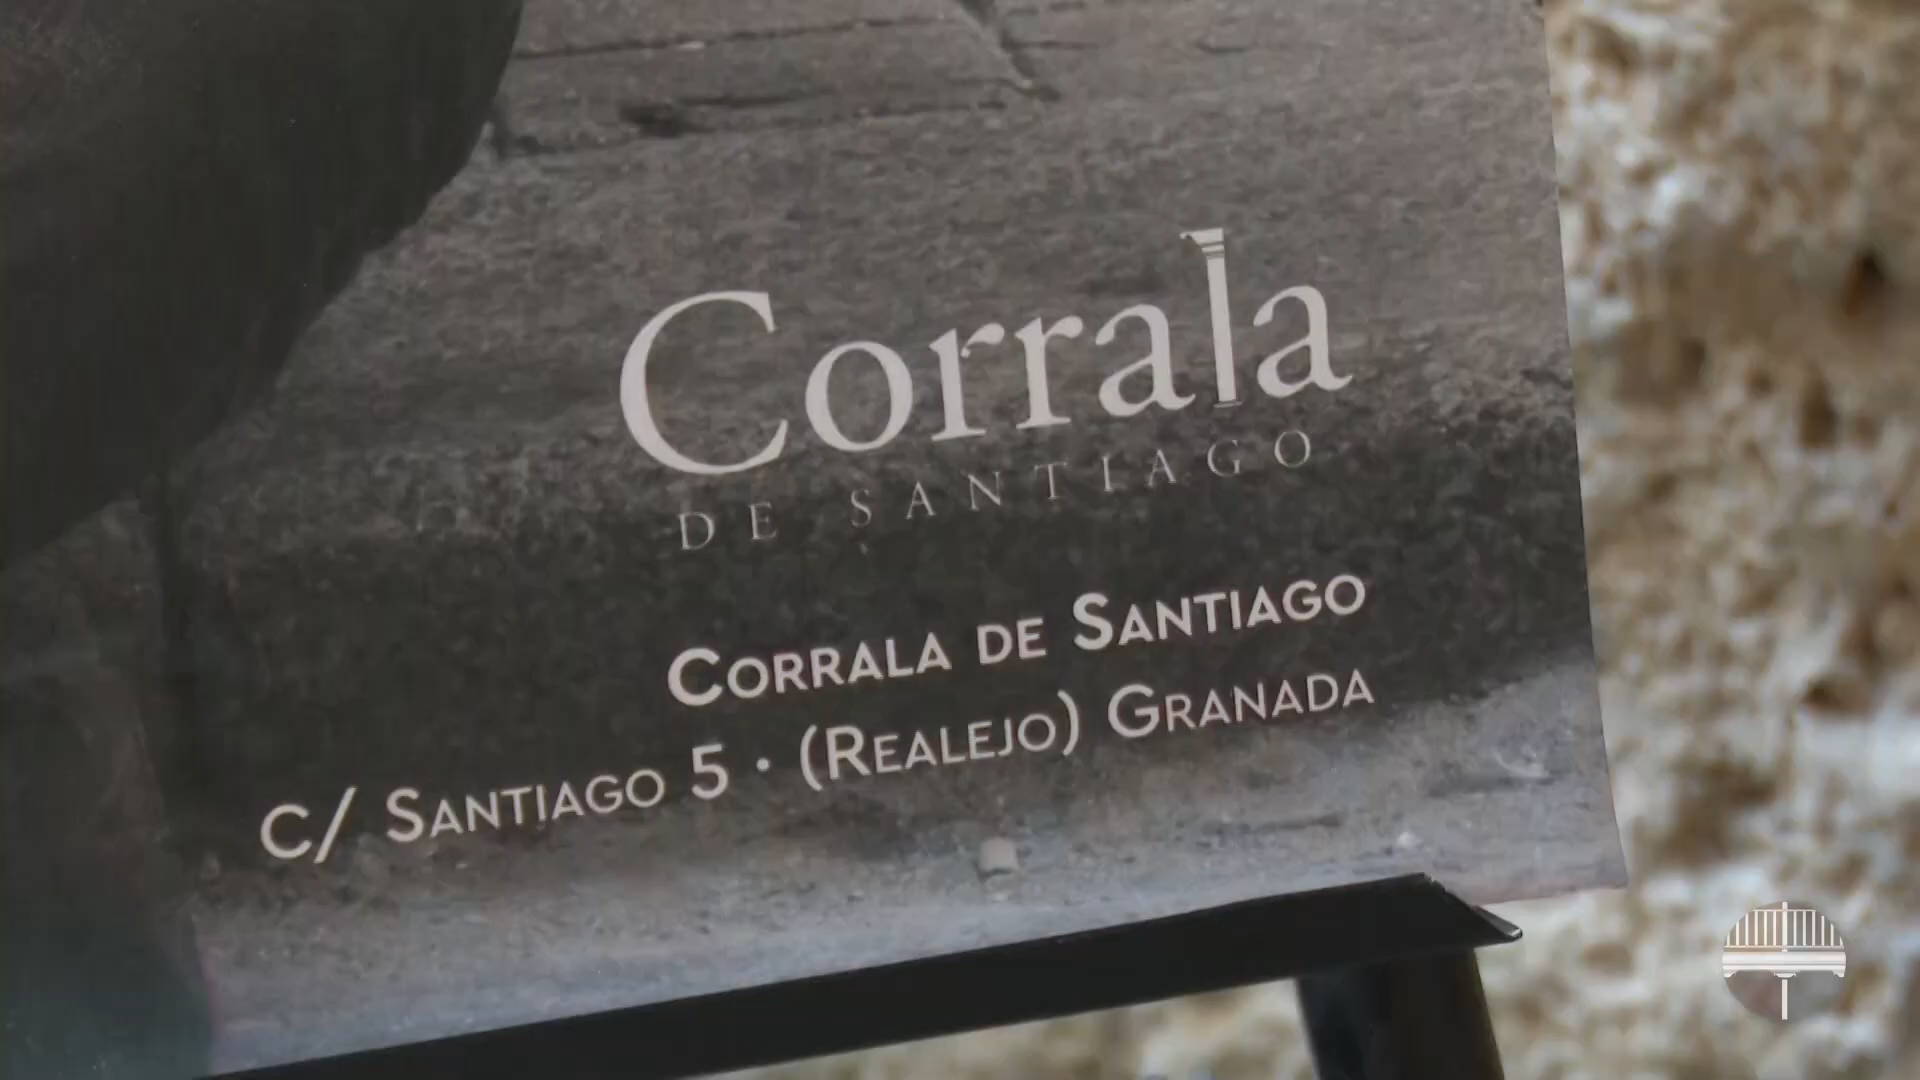 Corrala
DE SANTIAGO
CORRALA DE SANTIAGO
C/ SANTIAGO 5 · (REALEJO) GRANADA